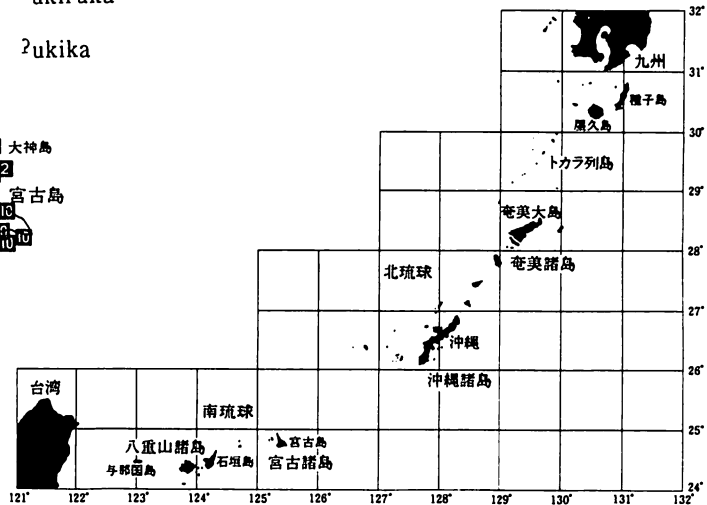 ʔukika
大神島
2
宮古島
10
10
10
32°
九州
31°
種子島
屋久島
30°
トカラ列島
29°
奄美大島
28°
奄美諸島
北琉球
27°
沖縄
26°
沖縄諸島
台湾
南琉球
25°
八重山諸島
宮古島
与那国島
石垣島
宮古諸島
24°
121° 122° 123° 124° 125° 126° 127° 128° 129° 130° 131° 132°